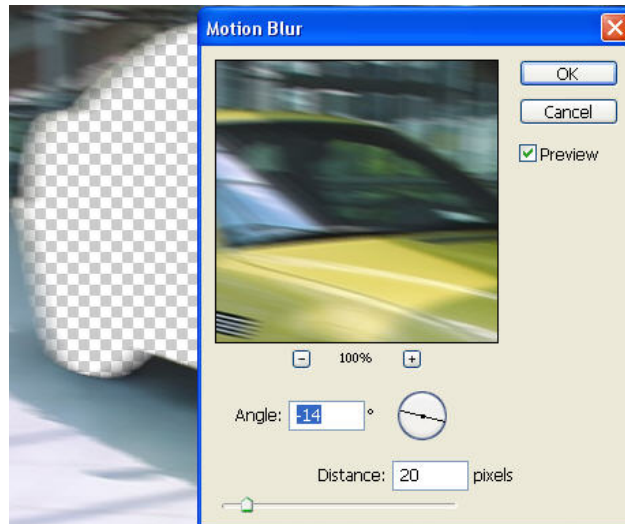 Motion Blur
OK
Cancel
Preview
100%
Angle: -14 °
Distance: 20 pixels